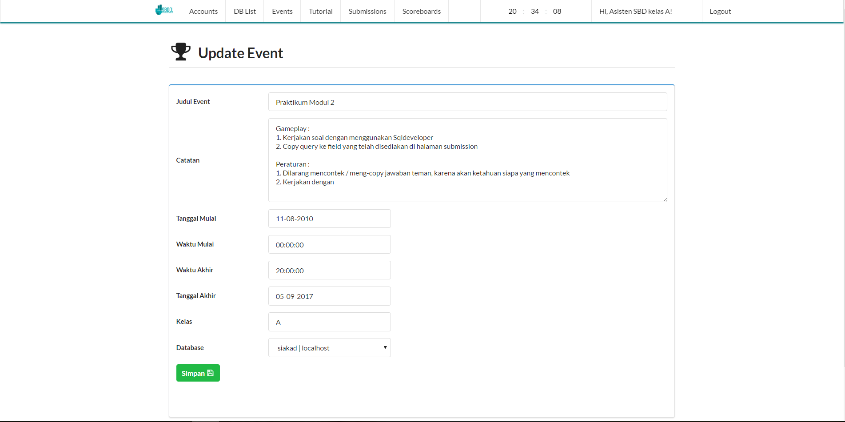 Accounts DB List Events Tutorial Submissions Scoreboards 20 : 34 : 08 Hi, Asisten SBD kelas A! Logout
Update Event
Judul Event Praktikum Modul 2
Catatan
Gameplay :
1. Kerjakan soal dengan menggunakan Sqldeveloper
2. Copy query ke field yang telah disediakan di halaman submission
Peraturan :
1. Dilarang mencontek / meng-copy jawaban teman, karena akan ketahuan siapa yang mencontek
2. Kerjakan dengan
Tanggal Mulai 11-08-2010
Waktu Mulai 00:00:00
Waktu Akhir 20:00:00
Tanggal Akhir 05-09-2017
Kelas A
Database siakad | localhost
Simpan